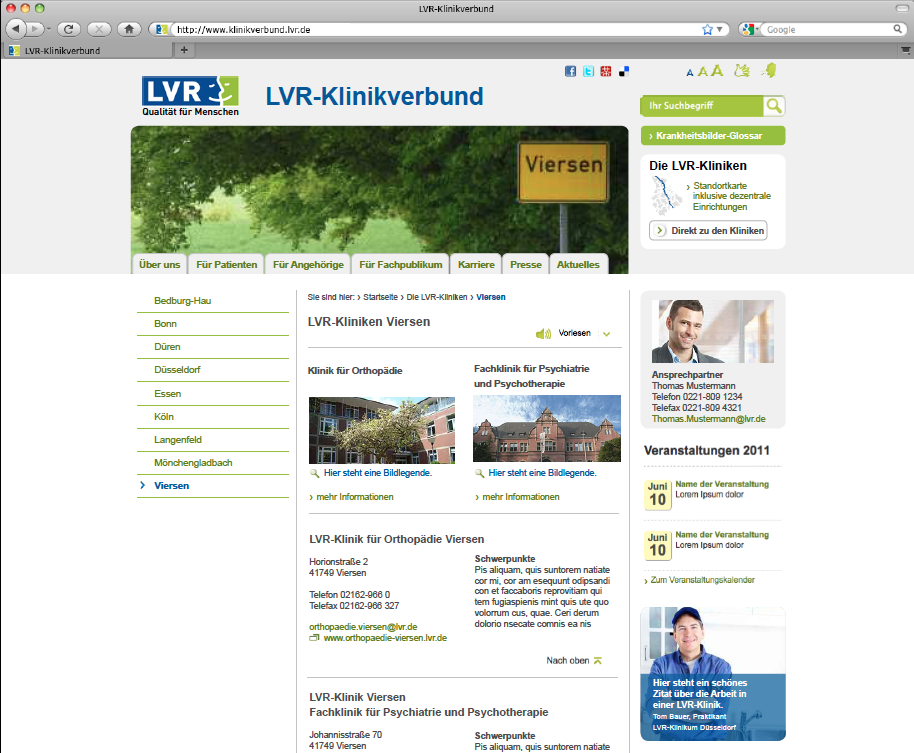 LVR-Klinikverbund
http://www.klinikverbund.lvr.de
Google
LVR-Klinikverbund
LVR
Qualität für Menschen
LVR-Klinikverbund
A A A
Ihr Suchbegriff
› Krankheitsbilder-Glossar
Viersen
Die LVR-Kliniken
› Standortkarte
inklusive dezentrale
Einrichtungen
Direkt zu den Kliniken
Über uns
Für Patienten
Für Angehörige
Für Fachpublikum
Karriere
Presse
Aktuelles
Bedburg-Hau
Bonn
Düren
Düsseldorf
Essen
Köln
Langenfeld
Mönchengladbach
› Viersen
Sie sind hier: › Startseite › Die LVR-Kliniken › Viersen
LVR-Kliniken Viersen
Vorlesen
Klinik für Orthopädie
Hier steht eine Bildlegende.
› mehr Informationen
Fachklinik für Psychiatrie
und Psychotherapie
Hier steht eine Bildlegende.
› mehr Informationen
LVR-Klinik für Orthopädie Viersen
Horionstraße 2
41749 Viersen
Telefon 02162-966 0
Telefax 02162-966 327
orthopaedie.viersen@lvr.de
www.orthopaedie-viersen.lvr.de
Schwerpunkte
Pis aliquam, quis suntorem natiate
cor mi, cor am esequunt odipsandi
con et faccaboris reprovitiam qui
tem fugiaspienis mint quis ute quo
volorrum cus, quae. Ceri derum
dolorio nsecate comnis ea nis
Nach oben
LVR-Klinik Viersen
Fachklinik für Psychiatrie und Psychotherapie
Johannisstraße 70
41749 Viersen
Schwerpunkte
Pis aliquam, quis suntorem natiate
Ansprechpartner
Thomas Mustermann
Telefon 0221-809 1234
Telefax 0221-809 4321
Thomas.Mustermann@lvr.de
Veranstaltungen 2011
Juni
10
Name der Veranstaltung
Lorem Ipsum dolor
Juni
10
Name der Veranstaltung
Lorem Ipsum dolor
› Zum Veranstaltungskalender
Hier steht ein schönes
Zitat über die Arbeit in
einer LVR-Klinik.
Tom Bauer, Praktikant
LVR-Klinikum Düsseldorf